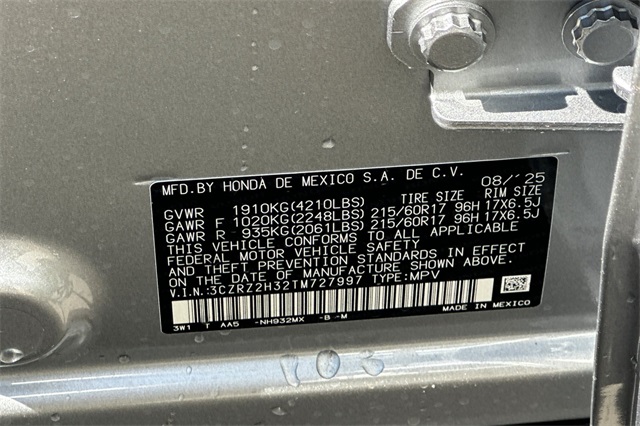 MFD.BY HONDA DE MEXICO S.A. DE C.V. 08/'25
GVWR 1910KG(4210LBS) TIRE SIZE RIM SIZE
GAWR F 1020KG(2248LBS) 215/60R17 96H 17X6.5J
GAWR R 935KG(2061LBS) 215/60R17 96H 17X6.5J
THIS VEHICLE CONFORMS TO ALL APPLICABLE
FEDERAL MOTOR VEHICLE SAFETY
AND THEFT PREVENTION STANDARDS IN EFFECT
ON THE DATE OF MANUFACTURE SHOWN ABOVE.
V.I.N.:3CZRZ2H32TM727997 TYPE:MPV
3W1 T AA5 -NH932MX -B -M MADE IN MEXICO